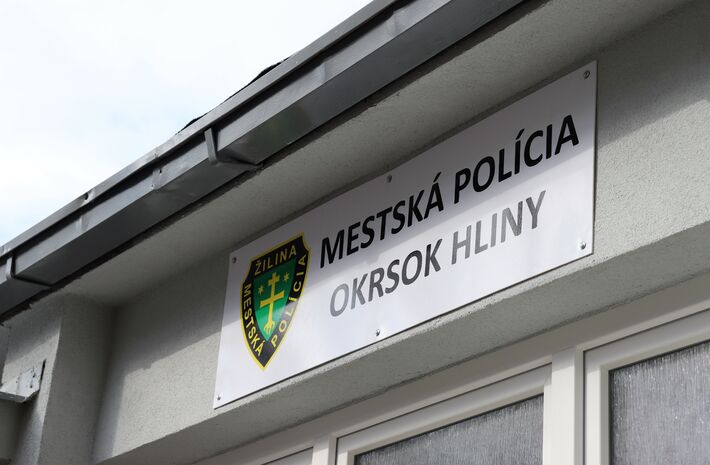 MESTSKÁ POLÍCIA
OKRSOK HLINY
ŽILINA
MESTSKÁ POLÍCIA